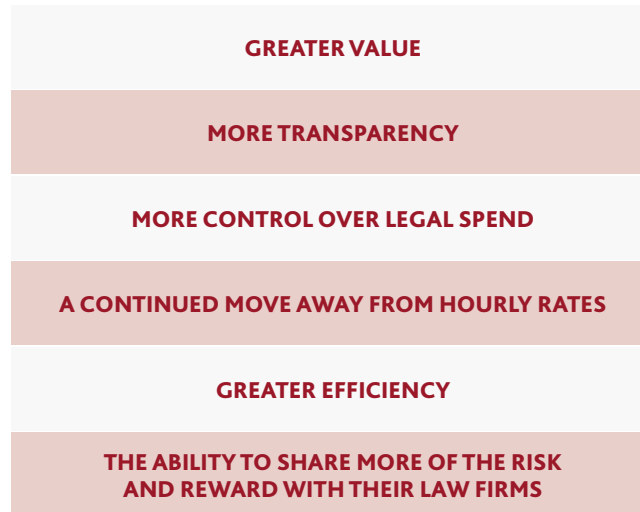 GREATER VALUE
MORE TRANSPARENCY
MORE CONTROL OVER LEGAL SPEND
A CONTINUED MOVE AWAY FROM HOURLY RATES
GREATER EFFICIENCY
THE ABILITY TO SHARE MORE OF THE RISK
AND REWARD WITH THEIR LAW FIRMS